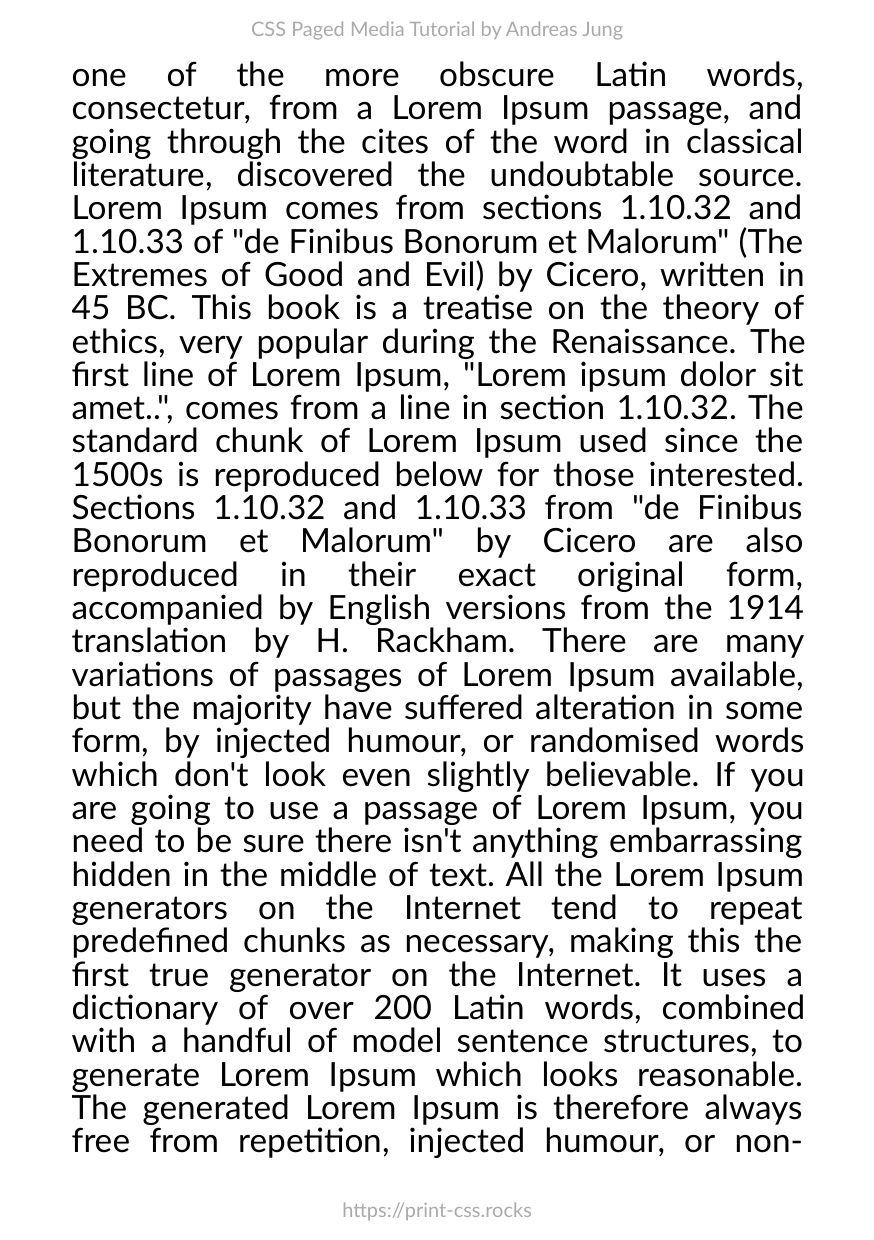 CSS Paged Media Tutorial by Andreas Jung
one of the more obscure Latin words,
consectetur, from a Lorem Ipsum passage, and
going through the cites of the word in classical
literature, discovered the undoubtable source.
Lorem Ipsum comes from sections 1.10.32 and
1.10.33 of "de Finibus Bonorum et Malorum" (The
Extremes of Good and Evil) by Cicero, written in
45 BC. This book is a treatise on the theory of
ethics, very popular during the Renaissance. The
first line of Lorem Ipsum, "Lorem ipsum dolor sit
amet..", comes from a line in section 1.10.32. The
standard chunk of Lorem Ipsum used since the
1500s is reproduced below for those interested.
Sections 1.10.32 and 1.10.33 from "de Finibus
Bonorum et Malorum" by Cicero are also
reproduced in their exact original form,
accompanied by English versions from the 1914
translation by H. Rackham. There are many
variations of passages of Lorem Ipsum available,
but the majority have suffered alteration in some
form, by injected humour, or randomised words
which don't look even slightly believable. If you
are going to use a passage of Lorem Ipsum, you
need to be sure there isn't anything embarrassing
hidden in the middle of text. All the Lorem Ipsum
generators on the Internet tend to repeat
predefined chunks as necessary, making this the
first true generator on the Internet. It uses a
dictionary of over 200 Latin words, combined
with a handful of model sentence structures, to
generate Lorem Ipsum which looks reasonable.
The generated Lorem Ipsum is therefore always
free from repetition, injected humour, or non-
https://print-css.rocks